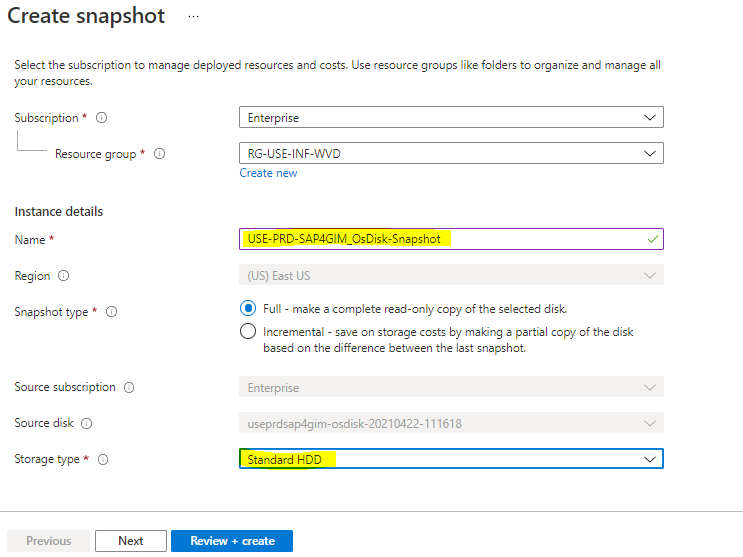 Create snapshot ...
Select the subscription to manage deployed resources and costs. Use resource groups like folders to organize and manage all
your resources.
Subscription * Enterprise
Resource group * RG-USE-INF-WVD
Create new
Instance details
Name * USE-PRD-SAP4GIM_OsDisk-Snapshot
Region (US) East US
Snapshot type * Full - make a complete read-only copy of the selected disk.
Incremental - save on storage costs by making a partial copy of the disk
based on the difference between the last snapshot.
Source subscription Enterprise
Source disk useprdsap4gim-osdisk-20210422-111618
Storage type * Standard HDD
Previous Next Review + create